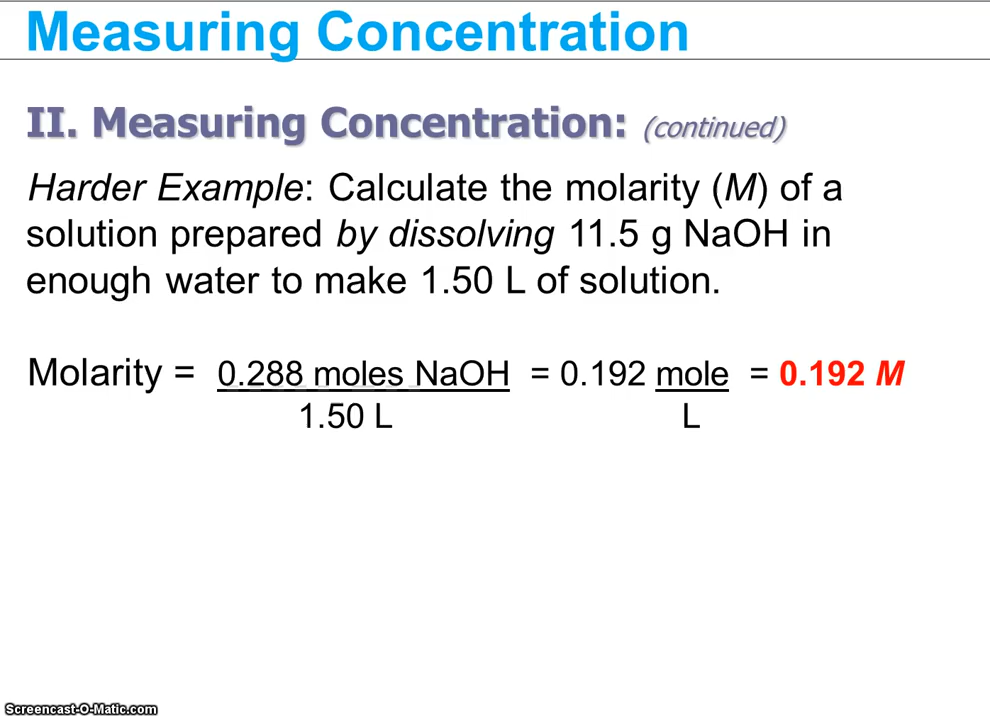 Measuring Concentration
II. Measuring Concentration: (continued)
Harder Example: Calculate the molarity (M) of a
solution prepared by dissolving 11.5 g NaOH in
enough water to make 1.50 L of solution.
Molarity = 0.288 moles NaOH = 0.192 mole = 0.192 M
1.50 L L
Screencast-O-Matic.com